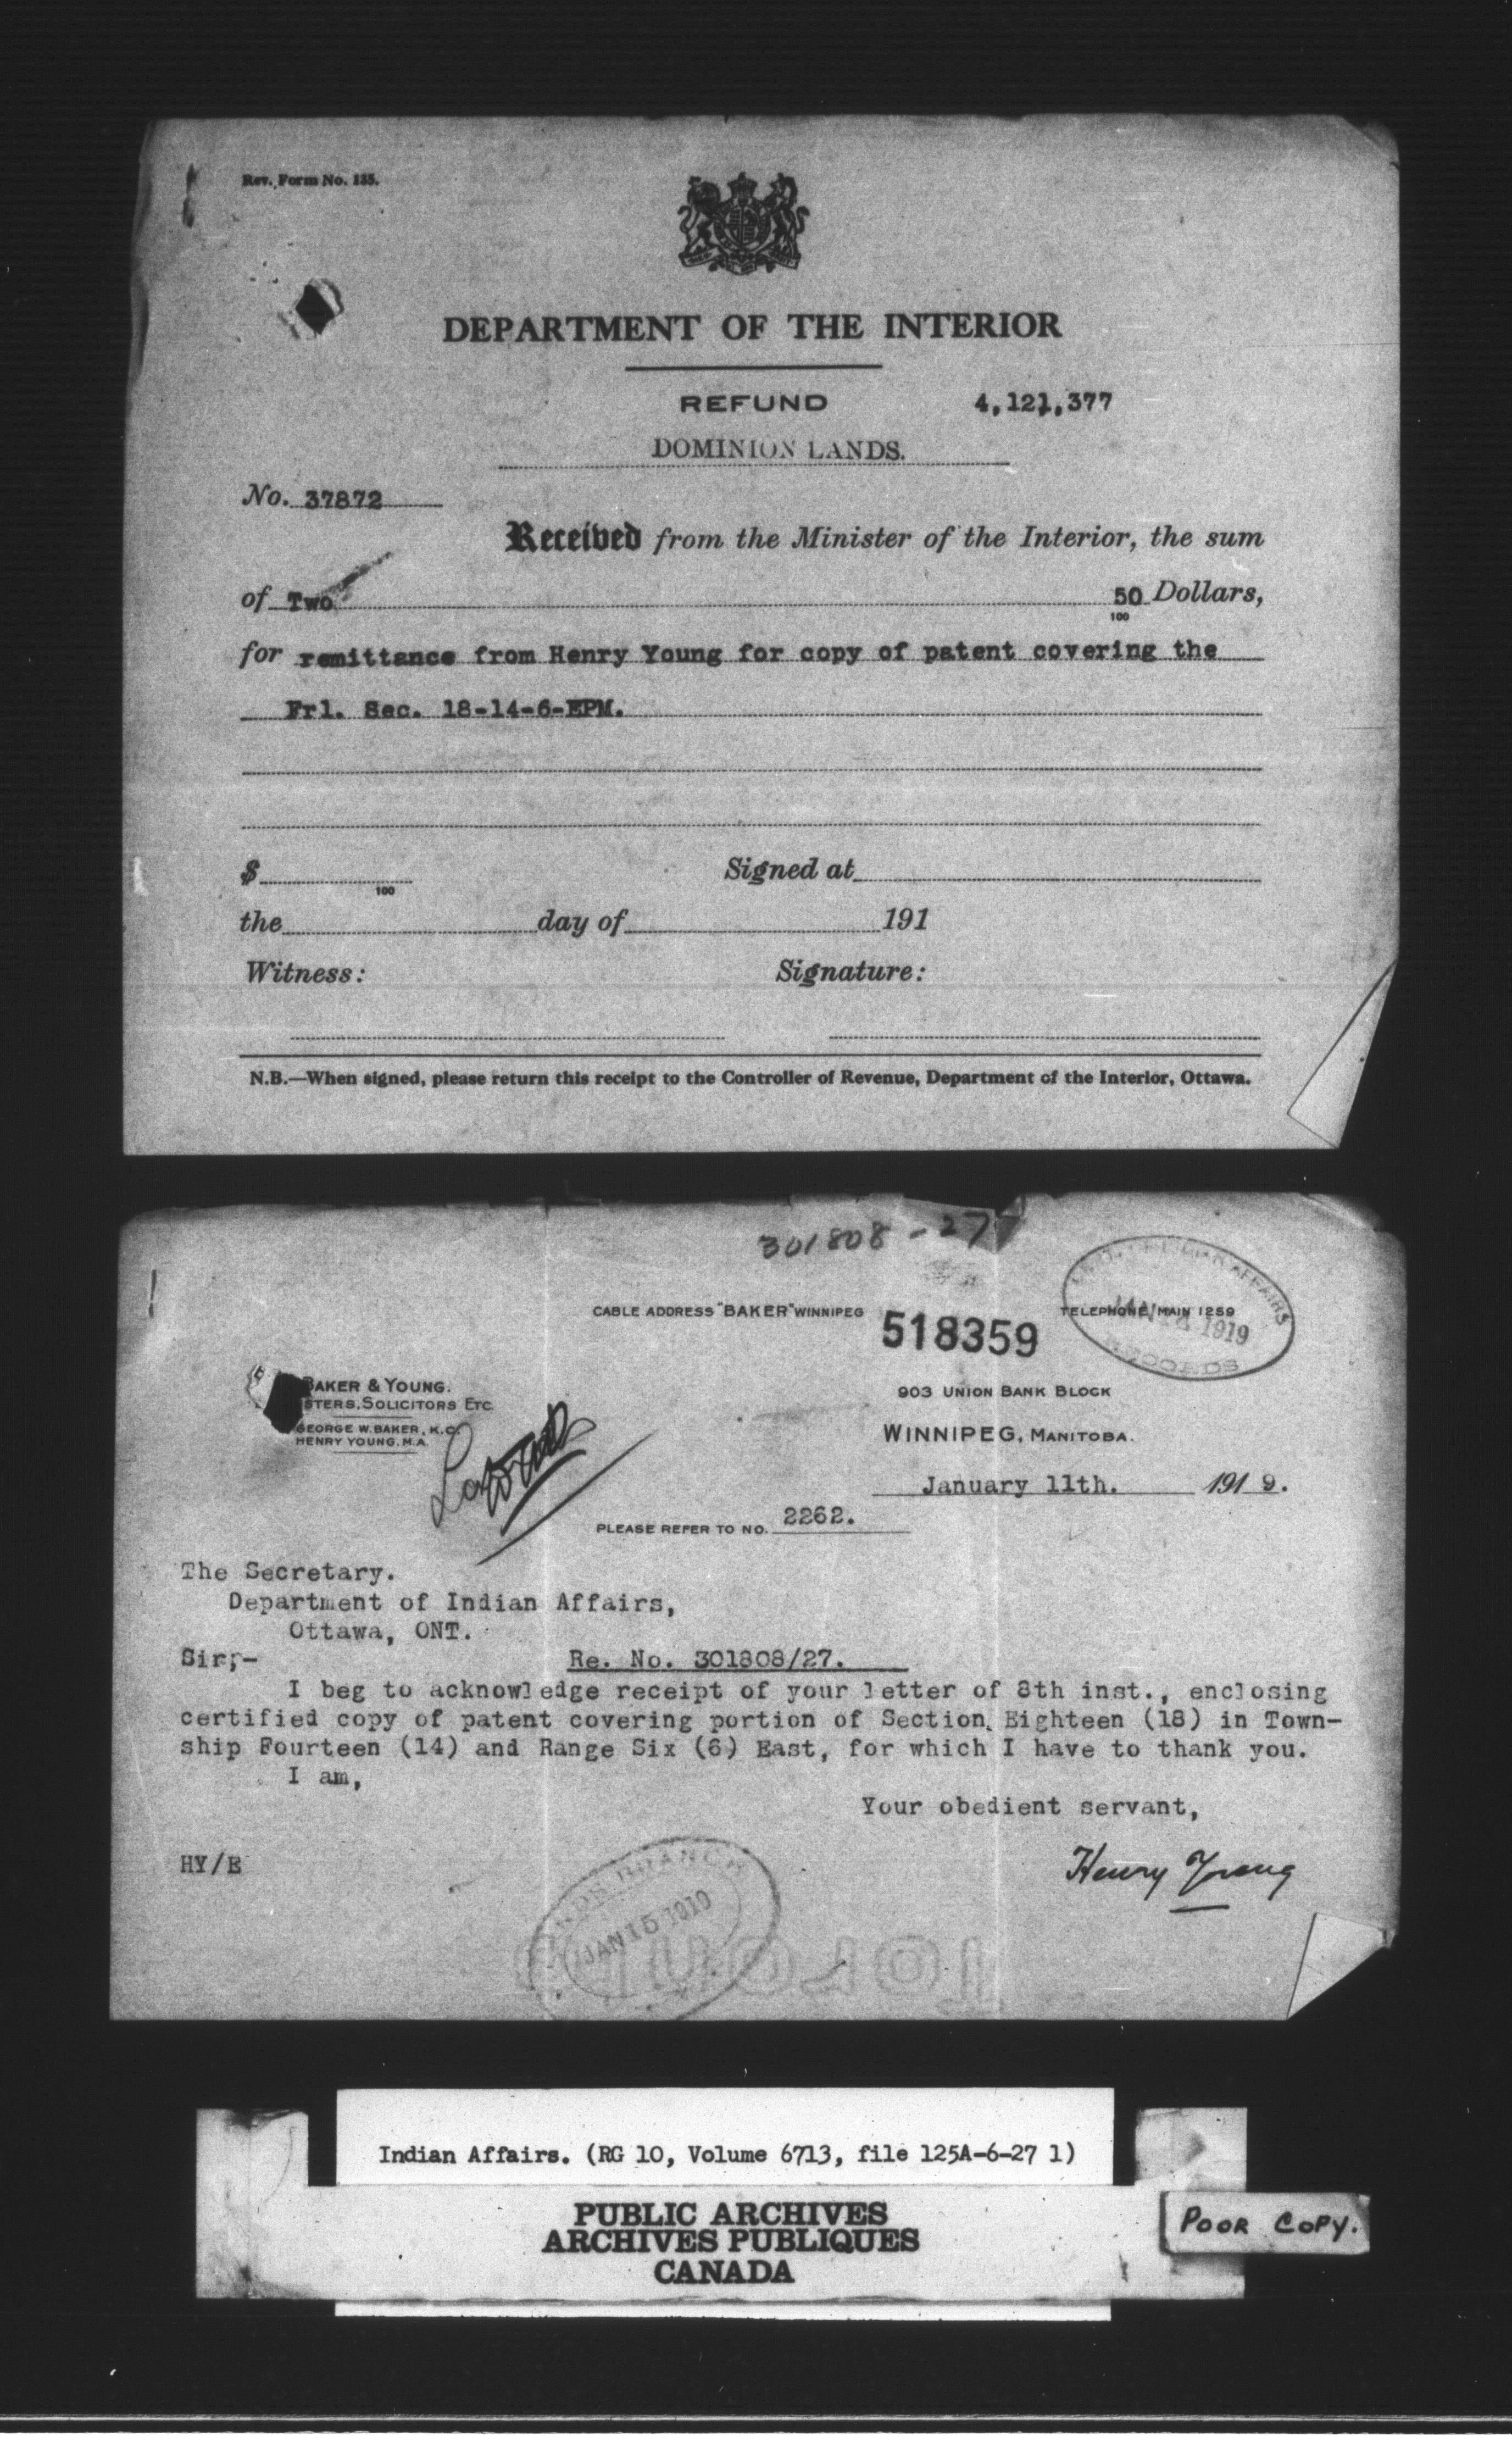 Rev. Form No. 135.
DEPARTMENT OF THE INTERIOR
REFUND 4,121,377
DOMINION LANDS.
No. 37872
Received from the Minister of the Interior, the sum
of Two 50 Dollars,
100
for remittance from Henry Young for copy of patent covering the
Frl. Sec. 18-14-6-EPM.
$ 100 Signed at
the day of 191
Witness: Signature:
N.B.—When signed, please return this receipt to the Controller of Revenue, Department of the Interior, Ottawa.
301808-27
CABLE ADDRESS "BAKER" WINNIPEG
518359
TELEPHONE MAIN 1259
INDIAN AFFAIRS
JAN 1919
RECORDS
BAKER & YOUNG.
STERS, SOLICITORS ETC.
GEORGE W. BAKER, K.C.
HENRY YOUNG, M.A.
903 UNION BANK BLOCK
WINNIPEG, MANITOBA.
January 11th. 1919.
PLEASE REFER TO NO. 2262.
The Secretary.
Department of Indian Affairs,
Ottawa, ONT.
Sir;- Re. No. 301808/27.
I beg to acknowledge receipt of your letter of 8th inst., enclosing
certified copy of patent covering portion of Section Eighteen (18) in Town-
ship Fourteen (14) and Range Six (6) East, for which I have to thank you.
I am,
Your obedient servant,
HY/E
Henry Young
BRANCH
JAN 15 1919
Indian Affairs. (RG 10, Volume 6713, file 125A-6-27 1)
PUBLIC ARCHIVES
ARCHIVES PUBLIQUES
CANADA
POOR COPY.